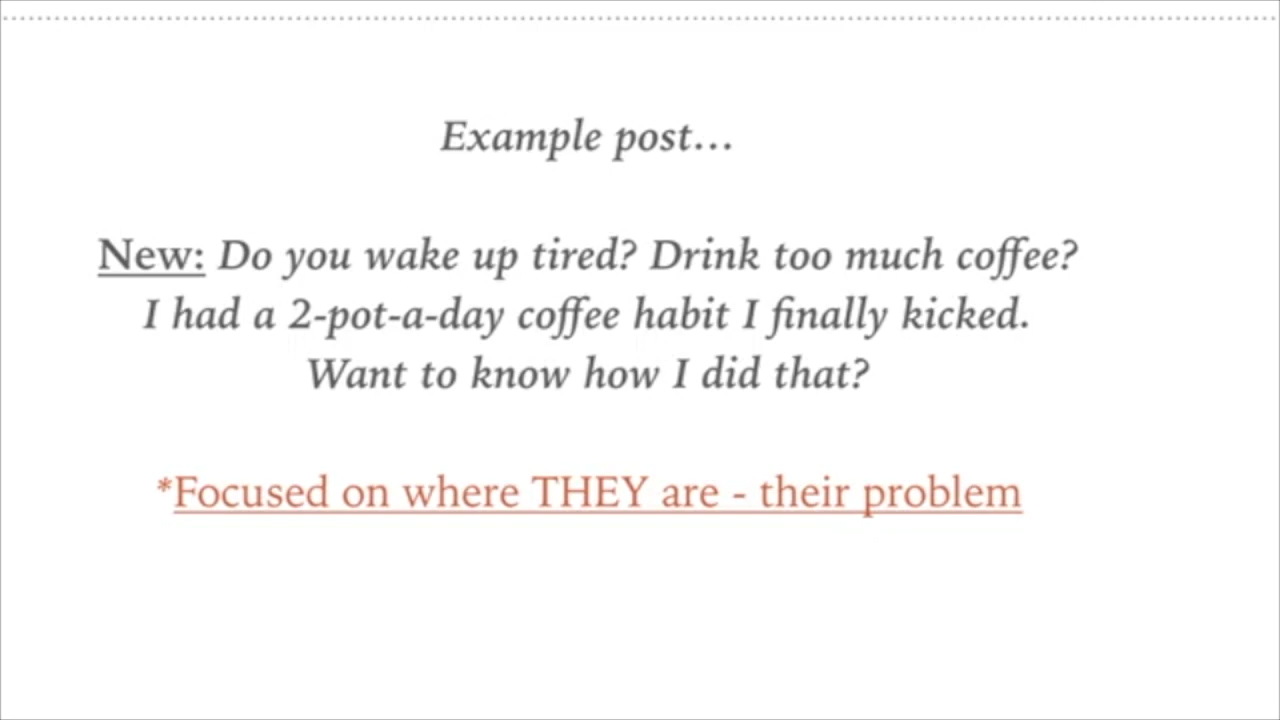 Example post...
New: Do you wake up tired? Drink too much coffee?
I had a 2-pot-a-day coffee habit I finally kicked.
Want to know how I did that?
*Focused on where THEY are - their problem